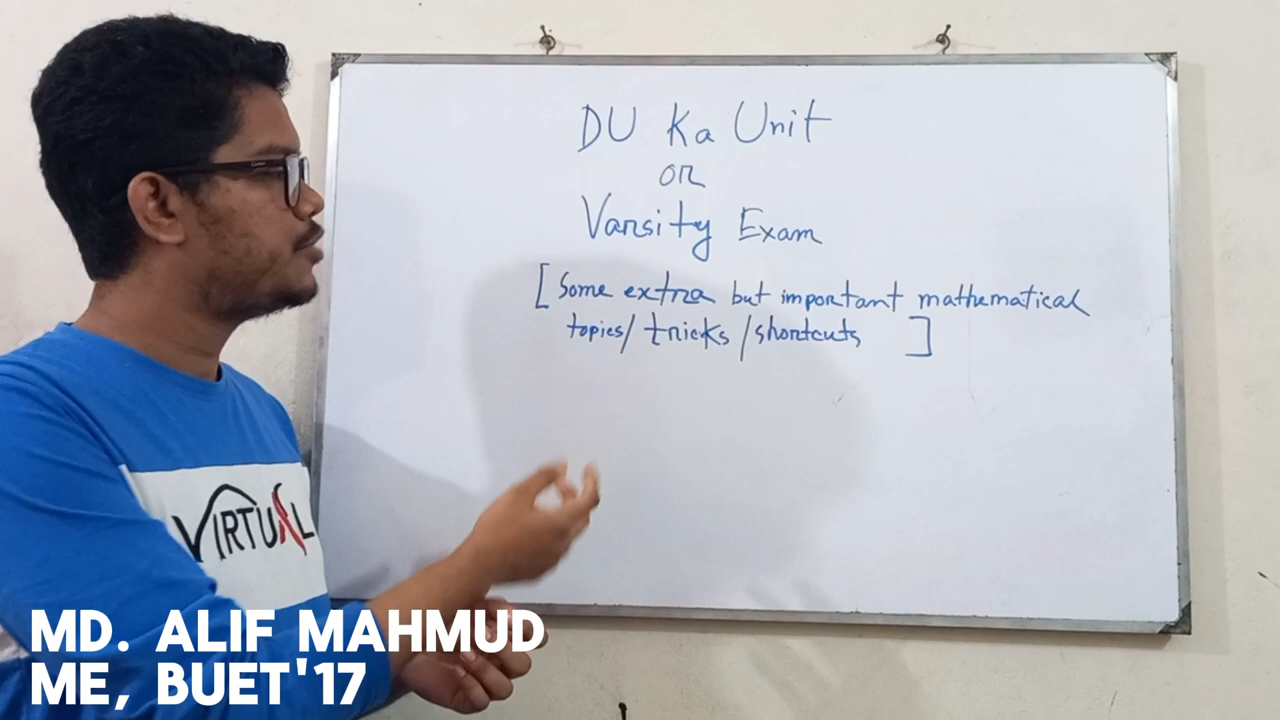 DU Ka Unit
or
Varsity Exam
[ Some extra but important mathematical
topics/ tricks /shortcuts ]
VIRTUAL
MD. ALIF MAHMUD
ME, BUET'17